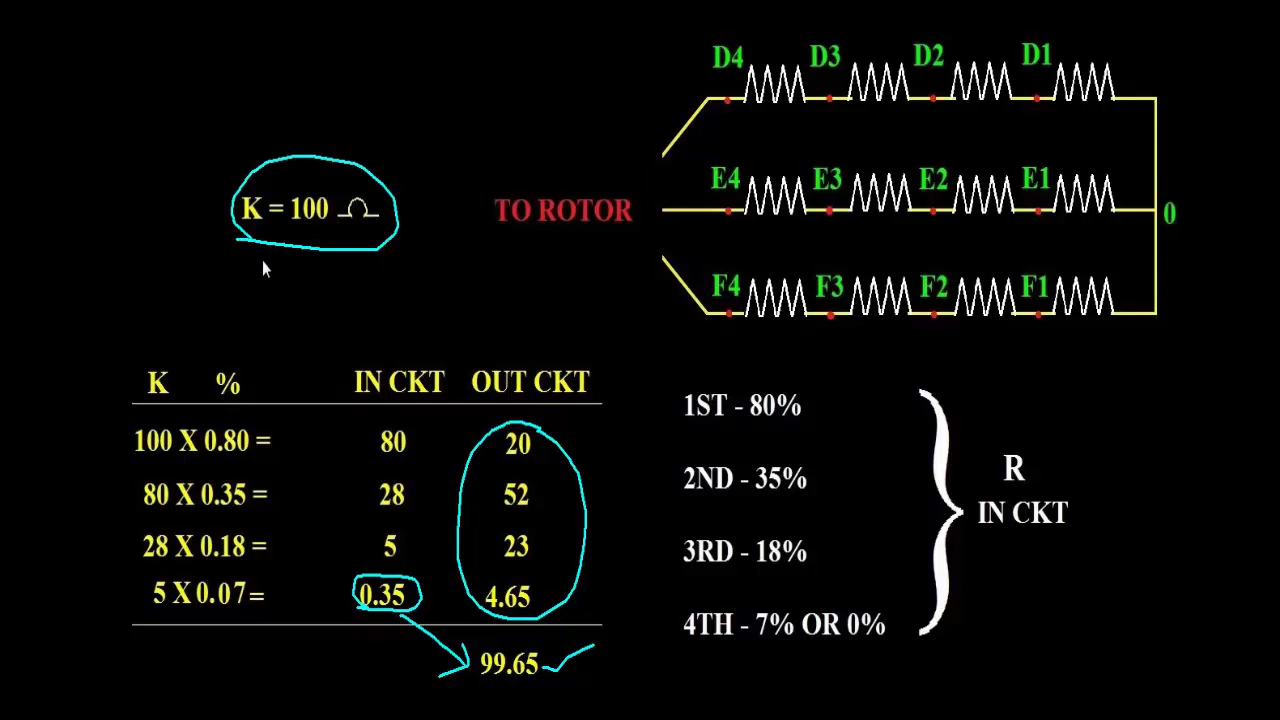 D4 D3 D2 D1
E4 E3 E2 E1
K = 100 Ω
TO ROTOR
0
F4 F3 F2 F1
K % IN CKT OUT CKT
100 X 0.80 = 80 20
80 X 0.35 = 28 52
28 X 0.18 = 5 23
5 X 0.07 = 0.35 4.65
99.65
1ST - 80%
2ND - 35%
3RD - 18%
4TH - 7% OR 0%
R
IN CKT